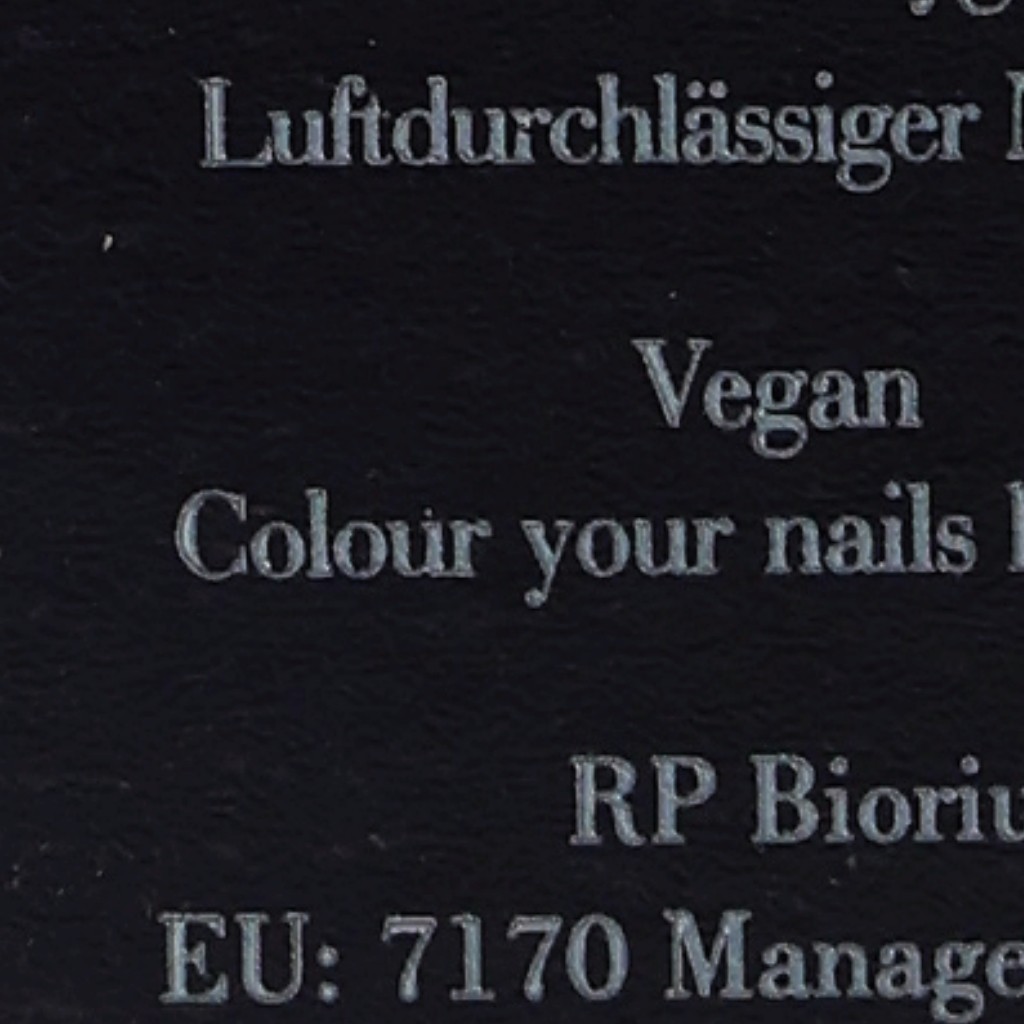 Luftdurchlässiger
Vegan
Colour your nails
RP Bioriu
EU: 7170 Manage